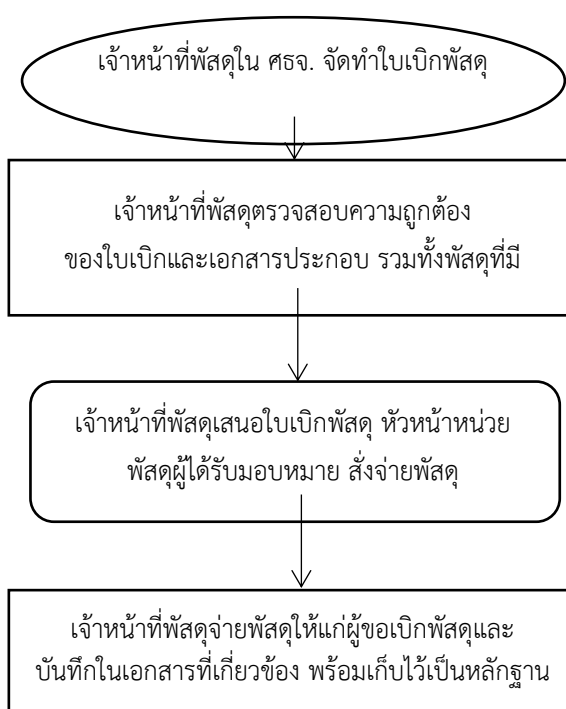 เจ้าหน้าที่พัสดุใน ศธจ. จัดทำใบเบิกพัสดุ
เจ้าหน้าที่พัสดุตรวจสอบความถูกต้อง
ของใบเบิกและเอกสารประกอบ รวมทั้งพัสดุที่มี
เจ้าหน้าที่พัสดุเสนอใบเบิกพัสดุ หัวหน้าหน่วย
พัสดุผู้ได้รับมอบหมาย สั่งจ่ายพัสดุ
เจ้าหน้าที่พัสดุจ่ายพัสดุให้แก่ผู้ขอเบิกพัสดุและ
บันทึกในเอกสารที่เกี่ยวข้อง พร้อมเก็บไว้เป็นหลักฐาน